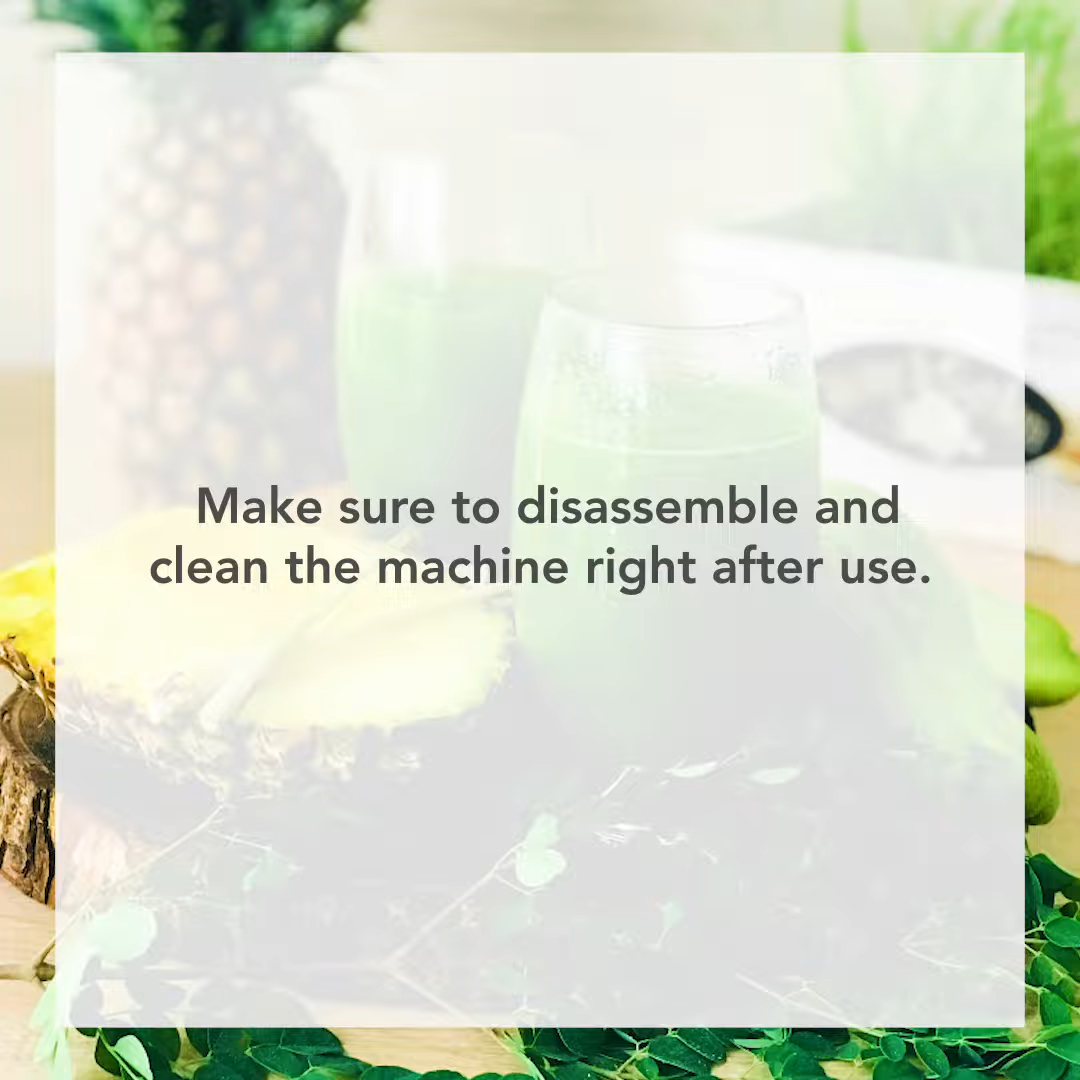 Make sure to disassemble and
clean the machine right after use.